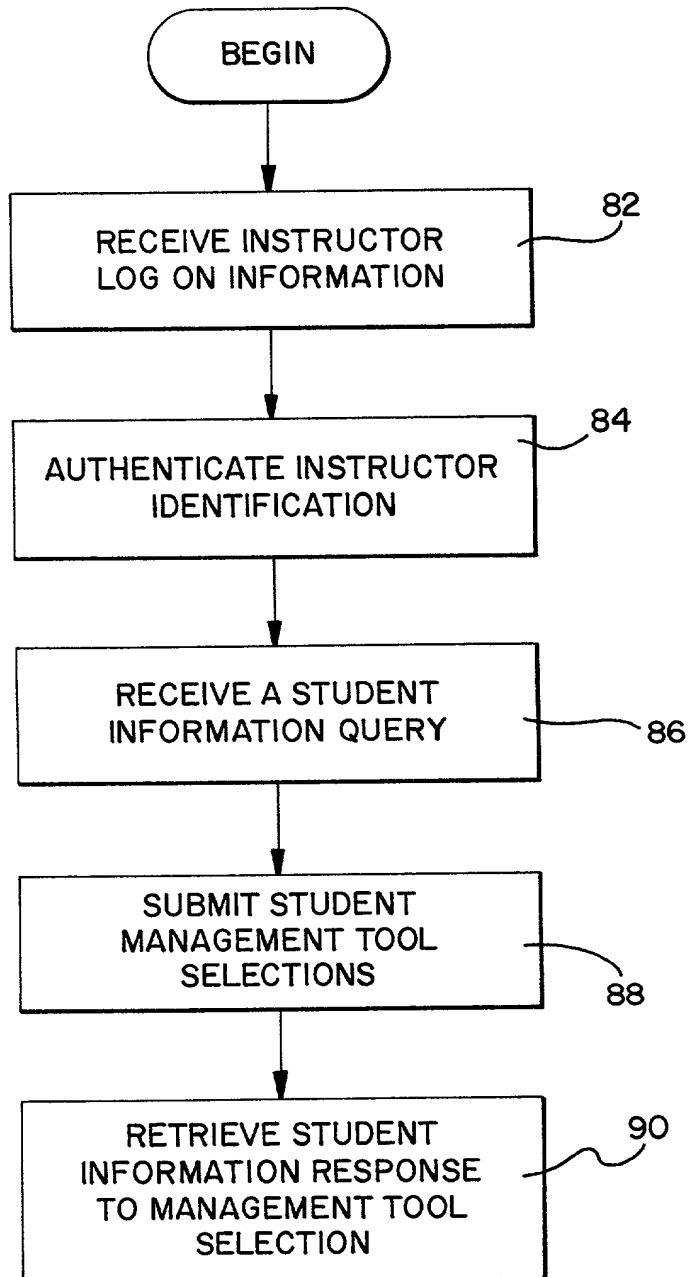 BEGIN
RECEIVE INSTRUCTOR
LOG ON INFORMATION
82
AUTHENTICATE INSTRUCTOR
IDENTIFICATION
84
RECEIVE A STUDENT
INFORMATION QUERY
86
SUBMIT STUDENT
MANAGEMENT TOOL
SELECTIONS
88
RETRIEVE STUDENT
INFORMATION RESPONSE
TO MANAGEMENT TOOL
SELECTION
90